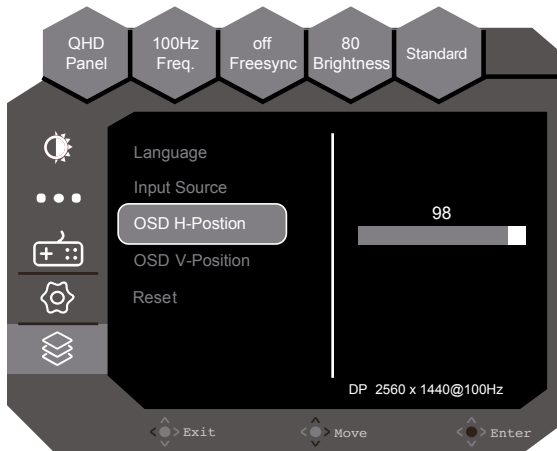 QHD
Panel
100Hz
Freq.
off
Freesync
80
Brightness
Standard
Language
Input Source
OSD H-Postion
OSD V-Position
Reset
98
DP 2560 x 1440@100Hz
Exit
Move
Enter